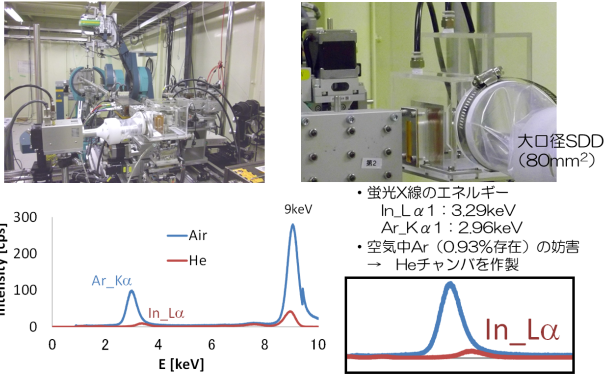 第2
大口径SDD
（80mm2）
・蛍光X線のエネルギー
In_Lα1：3.29keV
Ar_Kα1：2.96keV
・空気中Ar（0.93%存在）の妨害
→ Heチャンバを作製
300
200
100
0
Intensity [cps]
9keV
Air
He
Ar_Kα
In_Lα
0 2 4 6 8 10
E [keV]
In_Lα